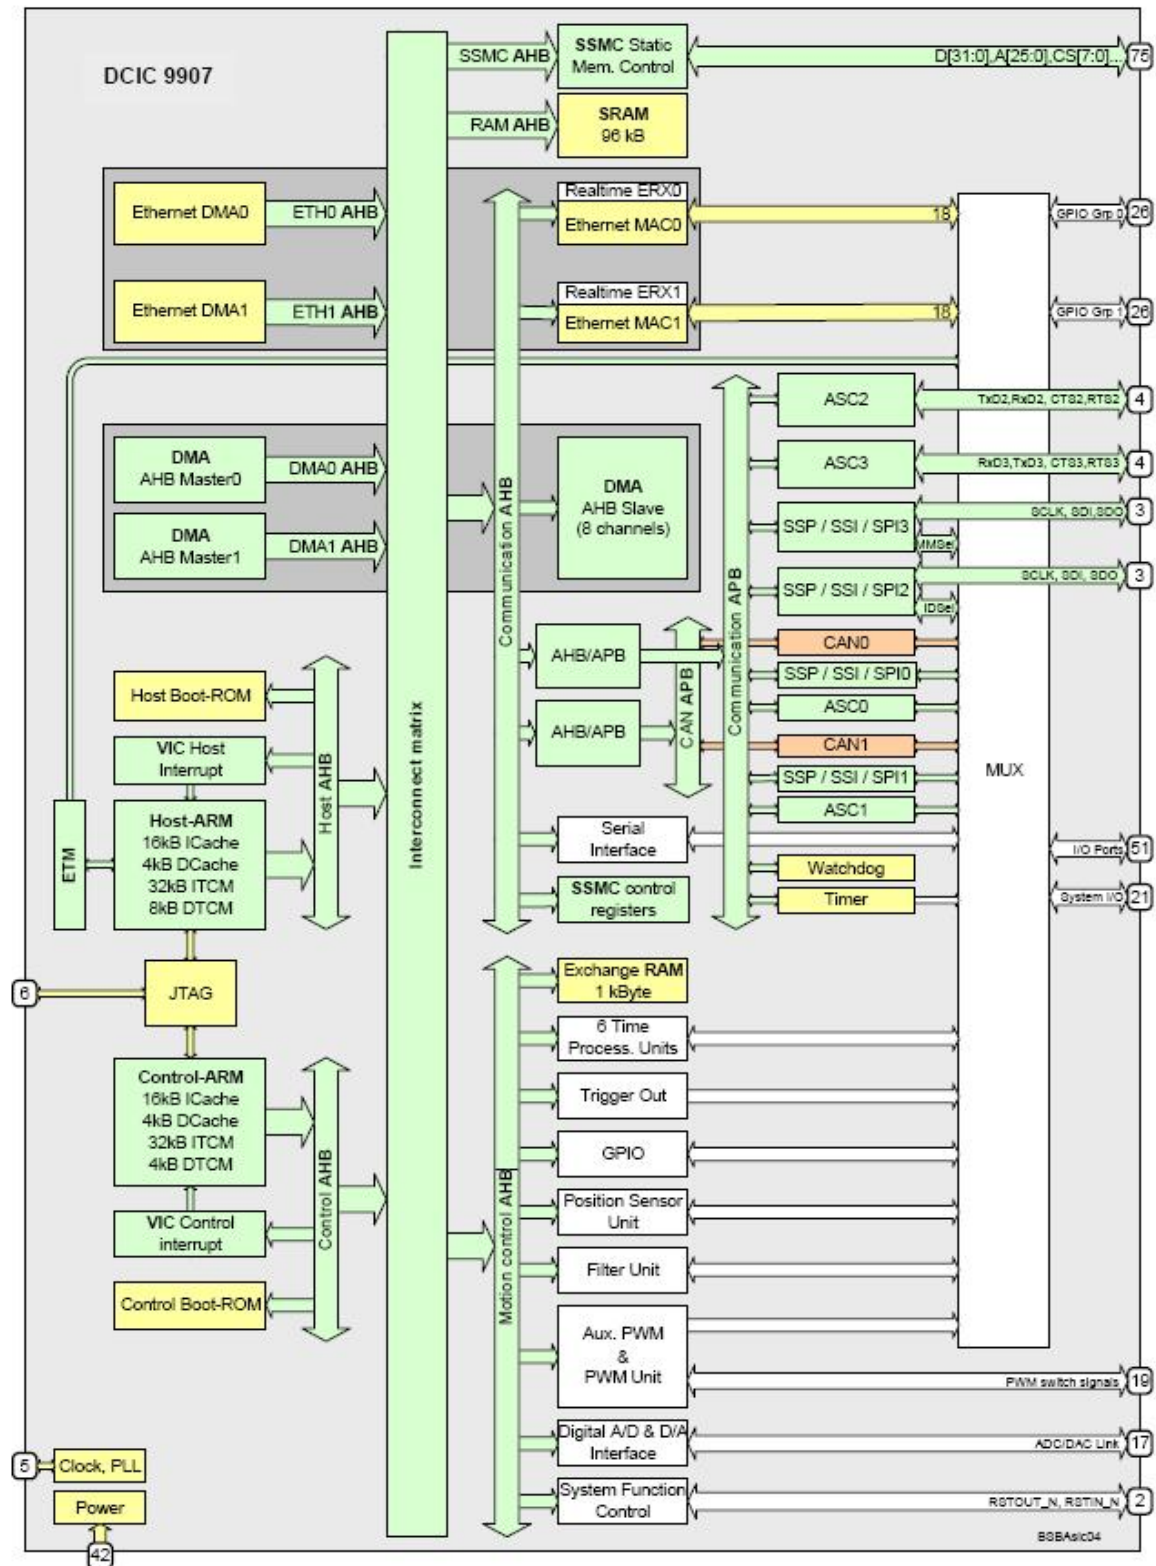 DCIC 9907
SSMC AHB
SSMC Static
Mem. Control
D[31:0],A[25:0],CS[7:0]...
75
RAM AHB
SRAM
96 kB
Ethernet DMA0
ETH0 AHB
Realtime ERX0
Ethernet MAC0
18
GPIO Grp 0
26
Ethernet DMA1
ETH1 AHB
Realtime ERX1
Ethernet MAC1
18
GPIO Grp 1
26
ASC2
TxD2,RxD2, CTS2,RTS2
4
DMA
AHB Master0
DMA0 AHB
DMA
AHB Slave
(8 channels)
ASC3
RxD3,TxD3, CTS3,RTS3
4
DMA
AHB Master1
DMA1 AHB
SSP / SSI / SPI3
SCLK, SDI,SDO
3
MMSel
SSP / SSI / SPI2
SCLK, SDI, SDO
3
IDSel
Communication AHB
Communication APB
CAN APB
AHB/APB
AHB/APB
CAN0
SSP / SSI / SPI0
ASC0
CAN1
SSP / SSI / SPI1
ASC1
MUX
Interconnect matrix
Host Boot-ROM
VIC Host
Interrupt
Host AHB
ETM
Host-ARM
16kB ICache
4kB DCache
32kB ITCM
8kB DTCM
Serial
Interface
I/O Ports
51
SSMC control
registers
Watchdog
Timer
System I/O
21
6
JTAG
Exchange RAM
1 kByte
6 Time
Process. Units
Control-ARM
16kB ICache
4kB DCache
32kB ITCM
4kB DTCM
Trigger Out
GPIO
Control AHB
Motion control AHB
VIC Control
interrupt
Position Sensor
Unit
Filter Unit
Control Boot-ROM
Aux. PWM
&
PWM Unit
PWM switch signals
19
Digital A/D & D/A
Interface
ADC/DAC Link
17
5
Clock, PLL
System Function
Control
RSTOUT_N, RSTIN_N
2
Power
42
BSBAsic04